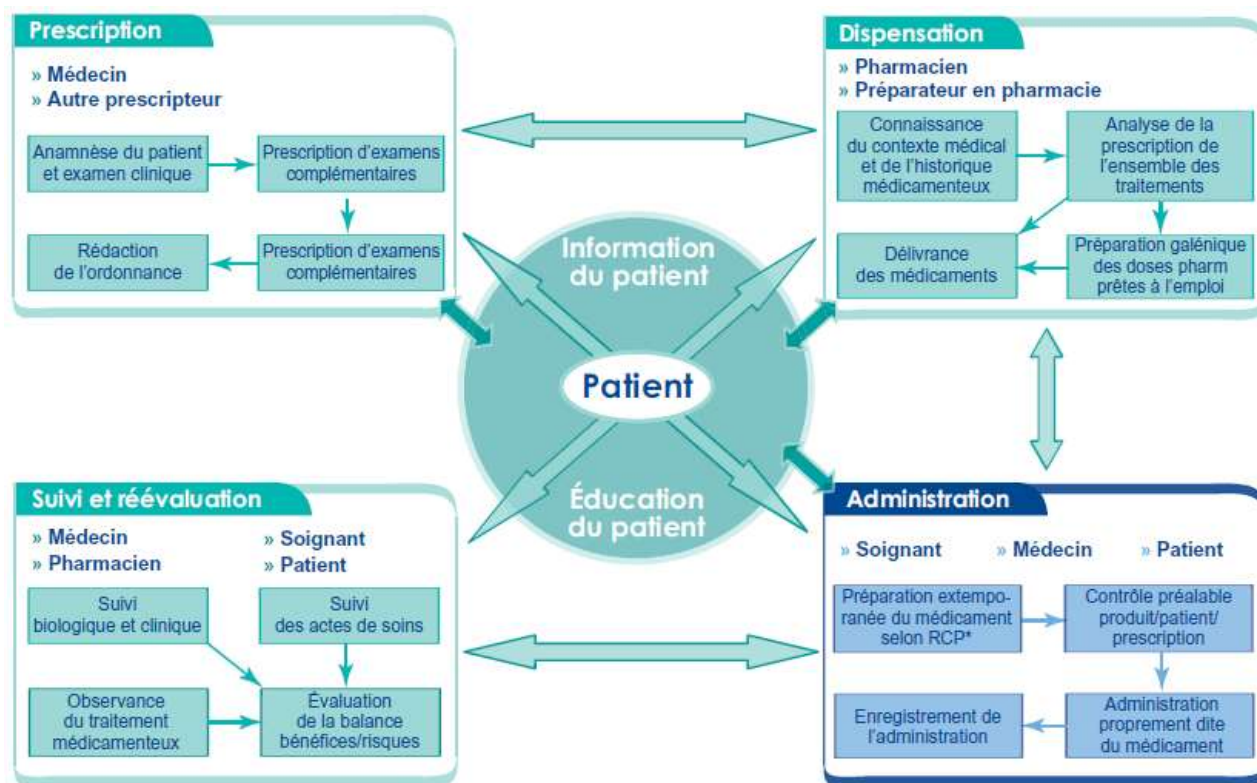 Prescription
» Médecin
» Autre prescripteur
Anamnèse du patient
et examen clinique
Prescription d'examens
complémentaires
Rédaction
de l'ordonnance
Prescription d'examens
complémentaires
Dispensation
» Pharmacien
» Préparateur en pharmacie
Connaissance
du contexte médical
et de l'historique
médicamenteux
Analyse de la
prescription de
l'ensemble des
traitements
Délivrance
des médicaments
Préparation galénique
des doses pharm
prêtes à l'emploi
Information
du patient
Patient
Éducation
du patient
Suivi et réévaluation
» Médecin
» Pharmacien
» Soignant
» Patient
Suivi
biologique et clinique
Suivi
des actes de soins
Observance
du traitement
médicamenteux
Évaluation
de la balance
bénéfices/risques
Administration
» Soignant
» Médecin
» Patient
Préparation extempo-
ranée du médicament
selon RCP*
Contrôle préalable
produit/patient/
prescription
Enregistrement de
l'administration
Administration
proprement dite
du médicament